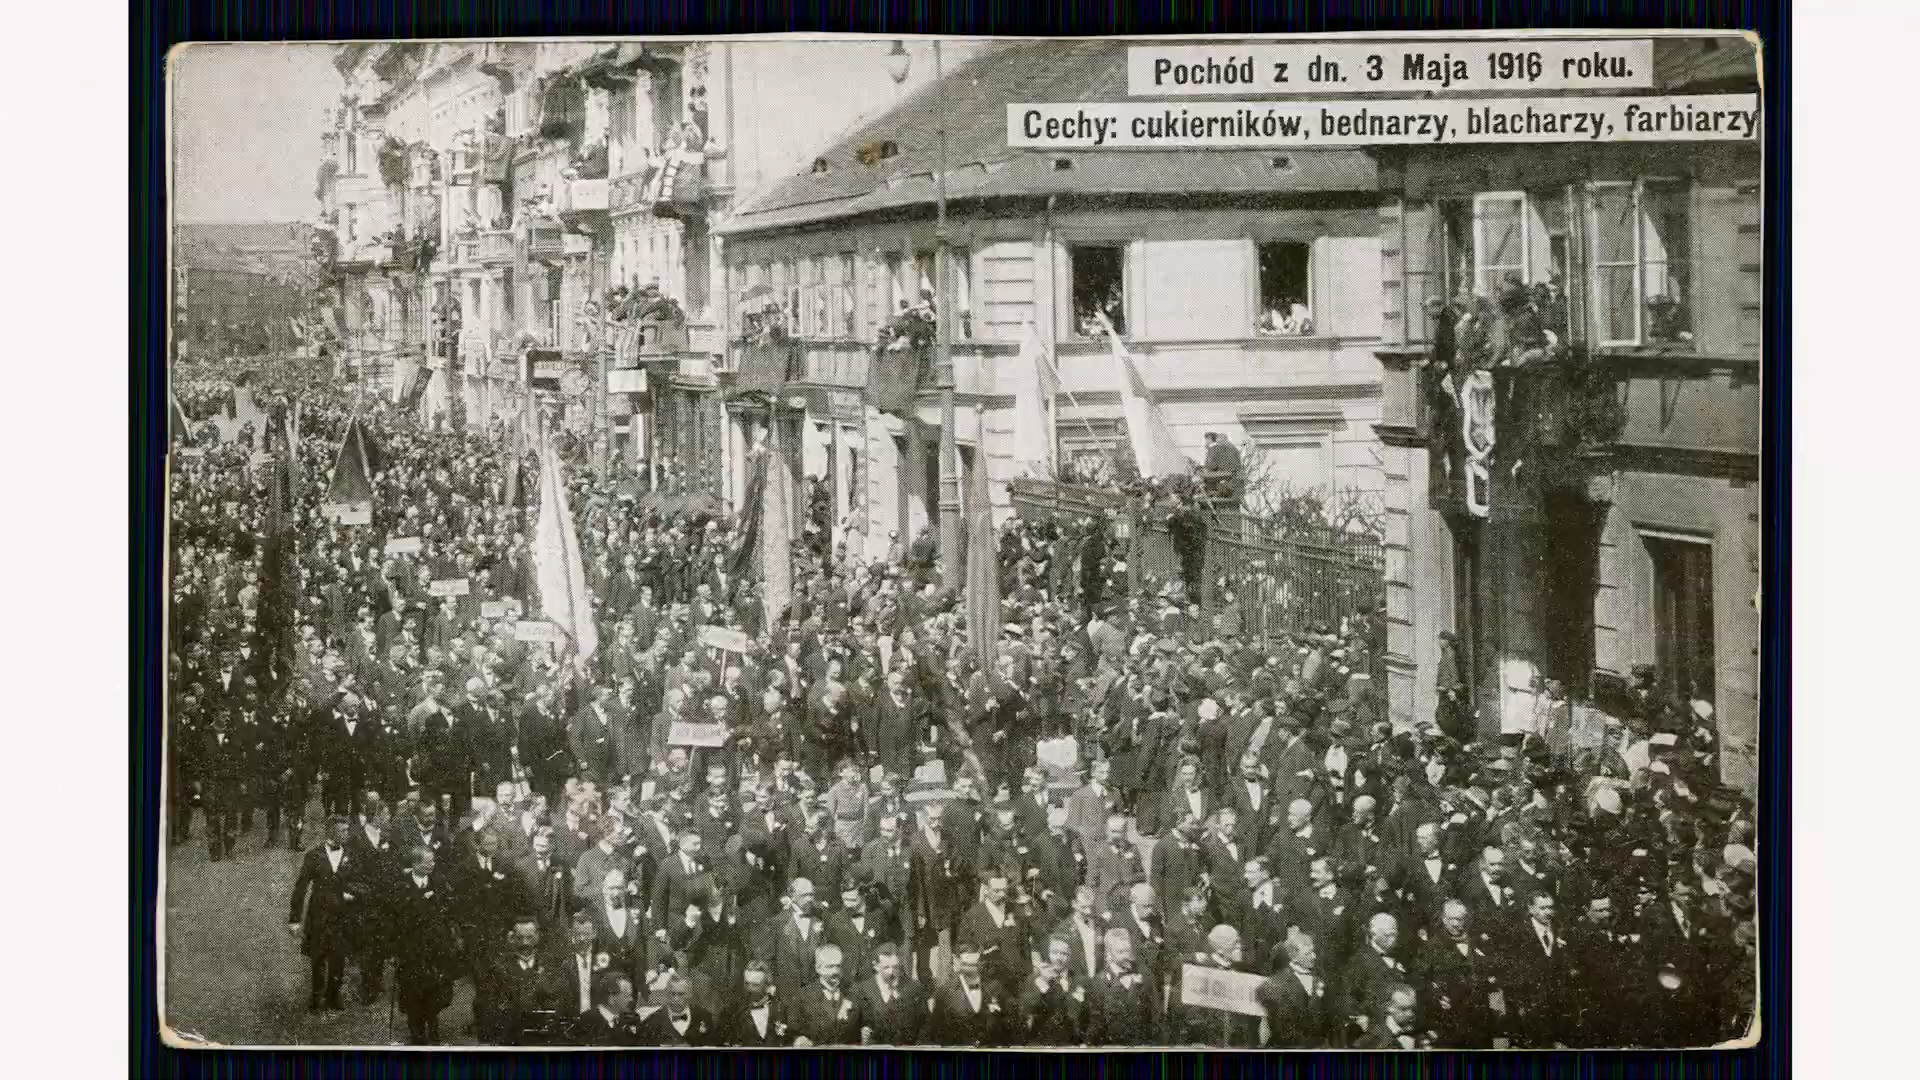 Pochód z dn. 3 Maja 1916 roku.
Cechy: cukierników, bednarzy, blacharzy, farbiarzy